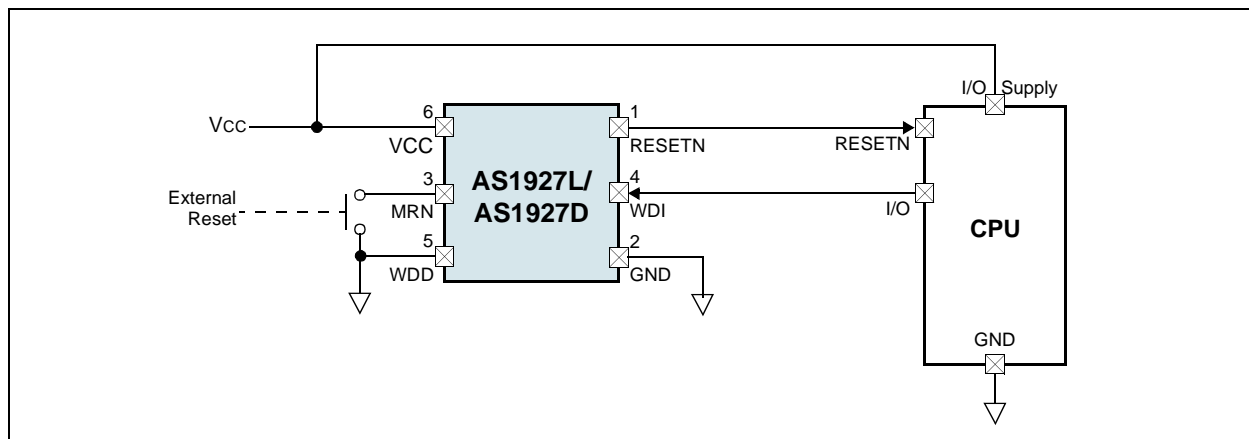 I/O Supply
VCC
6
VCC
1
RESETN
RESETN
External
Reset
3
MRN
AS1927L/
AS1927D
4
WDI
I/O
CPU
5
WDD
2
GND
GND